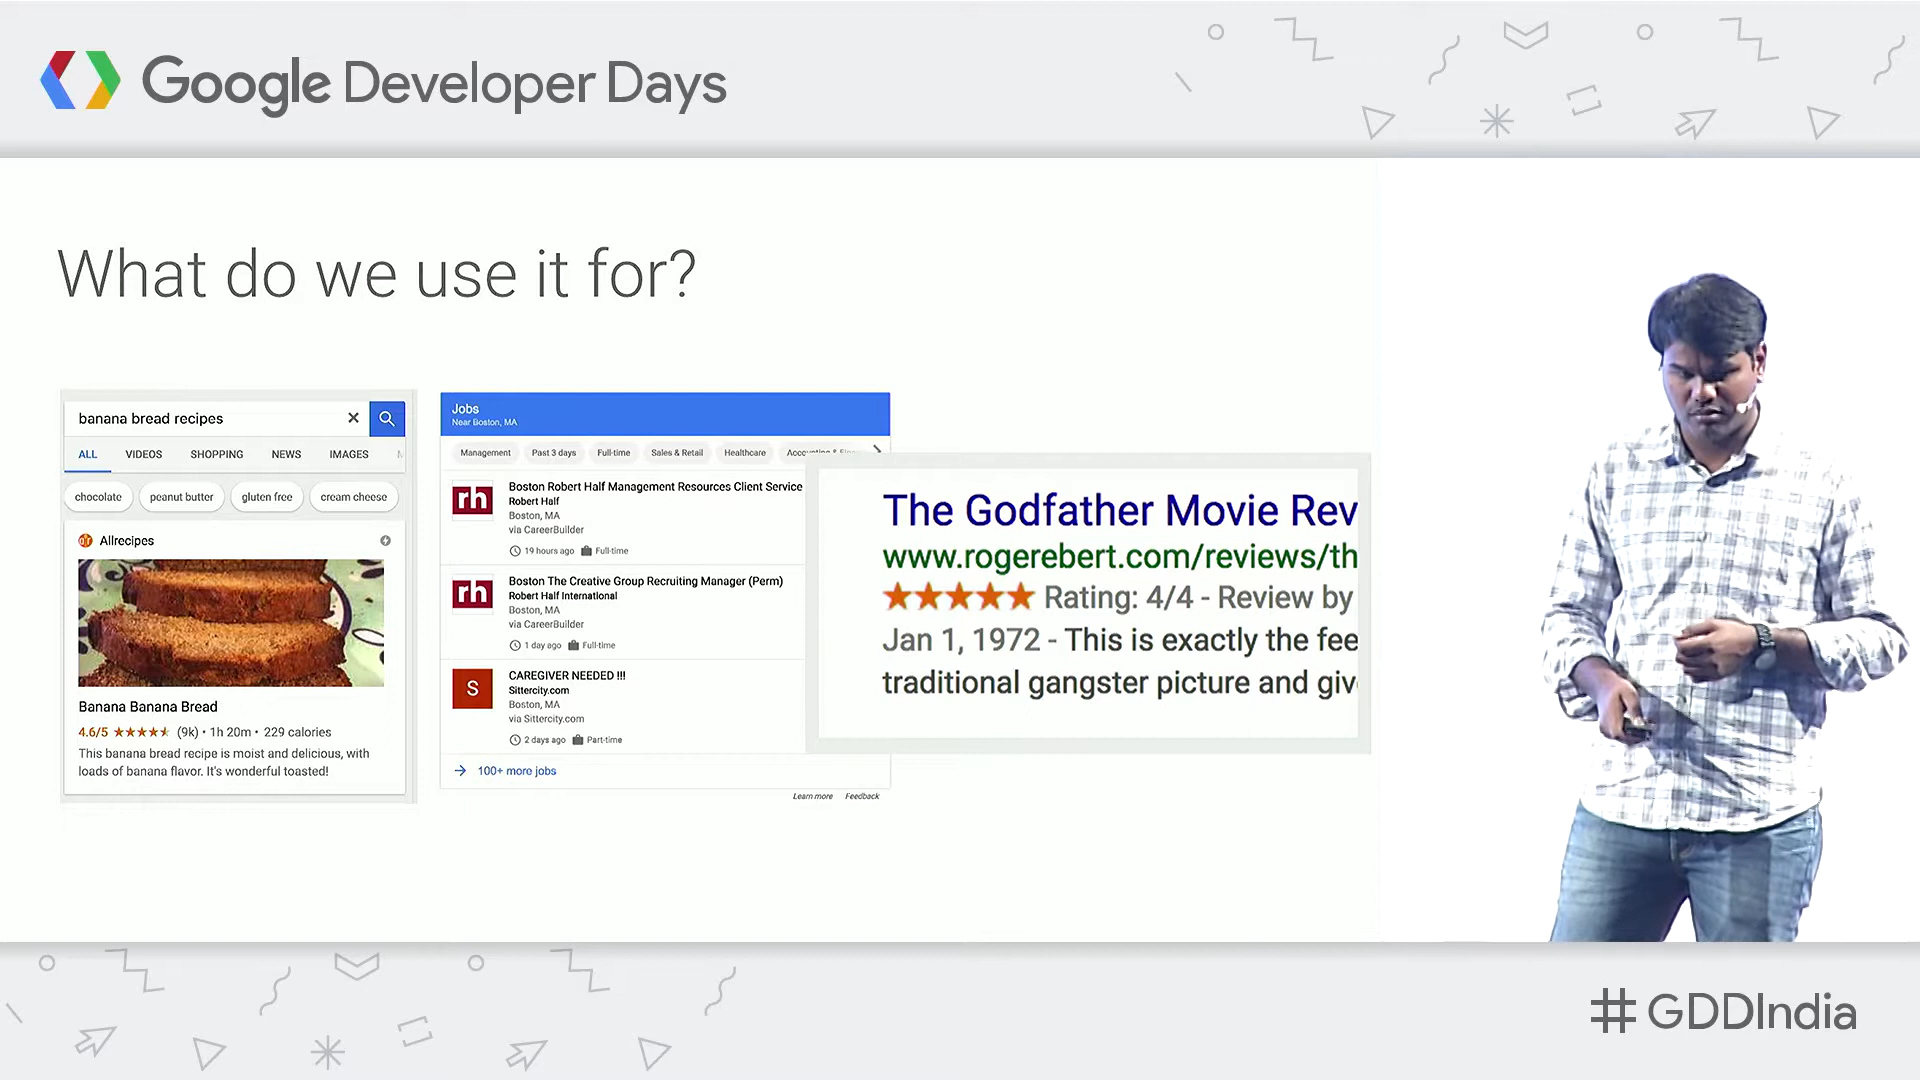 Google Developer Days
What do we use it for?
banana bread recipes
ALL VIDEOS SHOPPING NEWS IMAGES
chocolate peanut butter gluten free cream cheese
Allrecipes
Banana Banana Bread
4.6/5 ★★★★★ (9k) • 1h 20m • 229 calories
This banana bread recipe is moist and delicious, with
loads of banana flavor. It's wonderful toasted!
Jobs
Near Boston, MA
Management Past 3 days Full-time Sales & Retail Healthcare
rh
Boston Robert Half Management Resources Client Service
Robert Half
Boston, MA
via CareerBuilder
19 hours ago Full-time
rh
Boston The Creative Group Recruiting Manager (Perm)
Robert Half International
Boston, MA
via CareerBuilder
1 day ago Full-time
S
CAREGIVER NEEDED !!!
Sittercity.com
Boston, MA
via Sittercity.com
2 days ago Part-time
100+ more jobs
Learn more Feedback
The Godfather Movie Rev
www.rogerebert.com/reviews/th
★★★★★ Rating: 4/4 - Review by
Jan 1, 1972 - This is exactly the fee
traditional gangster picture and giv
#GDDIndia